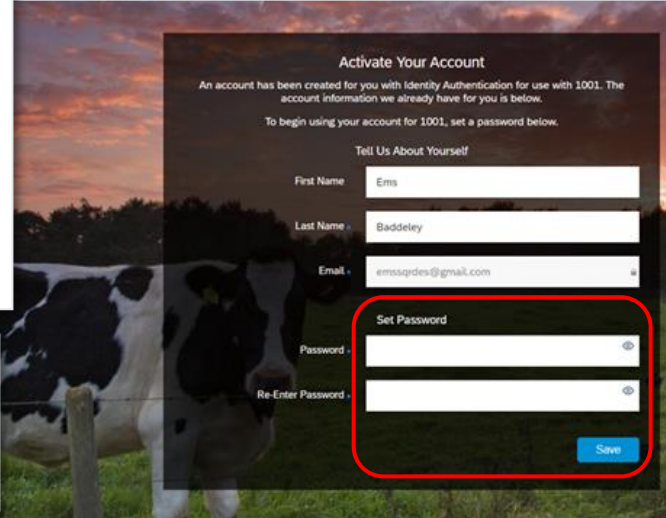 Activate Your Account
An account has been created for you with Identity Authentication for use with 1001. The
account information we already have for you is below.
To begin using your account for 1001, set a password below.
Tell Us About Yourself
First Name
Ems
Last Name
Baddeley
Email
emssqrdes@gmail.com
Set Password
Password
Re-Enter Password
Save